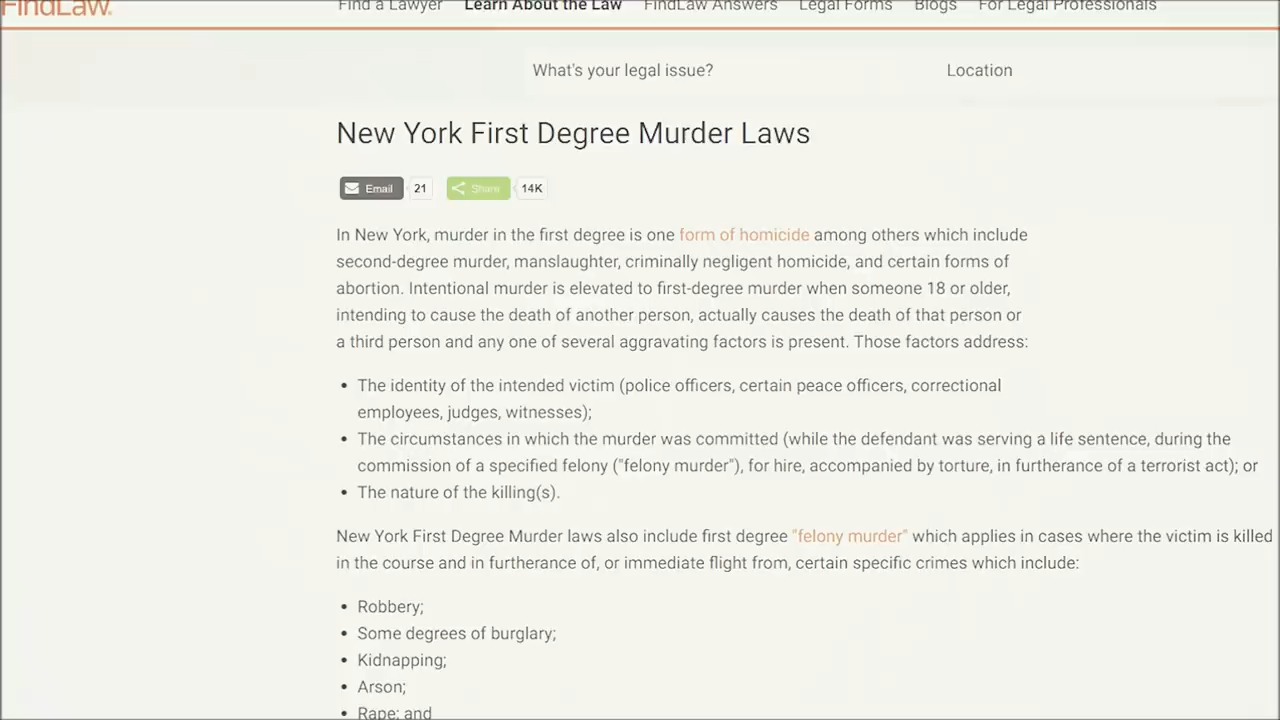 FindLaw.
Find a Lawyer Learn About the Law FindLaw Answers Legal Forms Blogs For Legal Professionals
What's your legal issue? Location
New York First Degree Murder Laws
Email 21 Share 14K
In New York, murder in the first degree is one form of homicide among others which include
second-degree murder, manslaughter, criminally negligent homicide, and certain forms of
abortion. Intentional murder is elevated to first-degree murder when someone 18 or older,
intending to cause the death of another person, actually causes the death of that person or
a third person and any one of several aggravating factors is present. Those factors address:
• The identity of the intended victim (police officers, certain peace officers, correctional
employees, judges, witnesses);
• The circumstances in which the murder was committed (while the defendant was serving a life sentence, during the
commission of a specified felony ("felony murder"), for hire, accompanied by torture, in furtherance of a terrorist act); or
• The nature of the killing(s).
New York First Degree Murder laws also include first degree "felony murder" which applies in cases where the victim is killed
in the course and in furtherance of, or immediate flight from, certain specific crimes which include:
• Robbery;
• Some degrees of burglary;
• Kidnapping;
• Arson;
• Rape; and